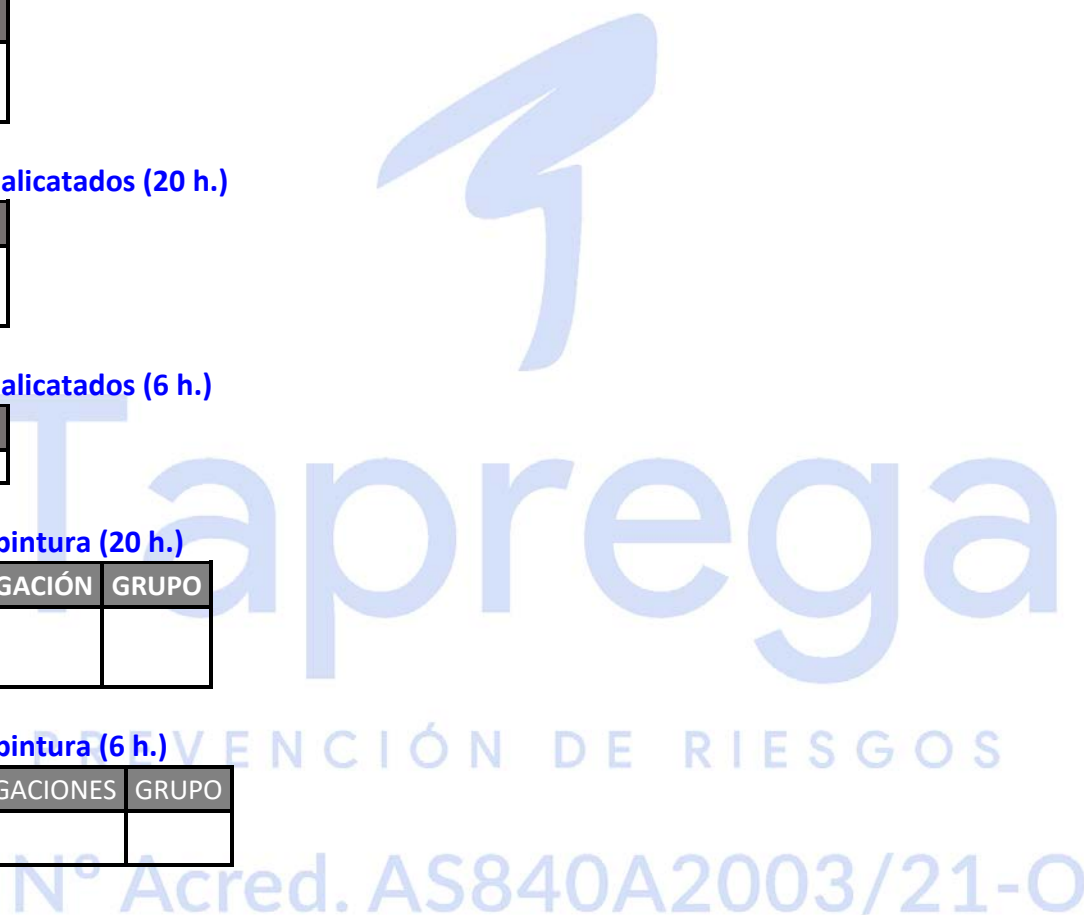 alicatados (20 h.)
alicatados (6 h.)
Taprega
pintura (20 h.)
GACIÓN GRUPO
PREVENCIÓN DE RIESGOS
pintura (6 h.)
GACIONES GRUPO
Nº Acred. AS840A2003/21-O